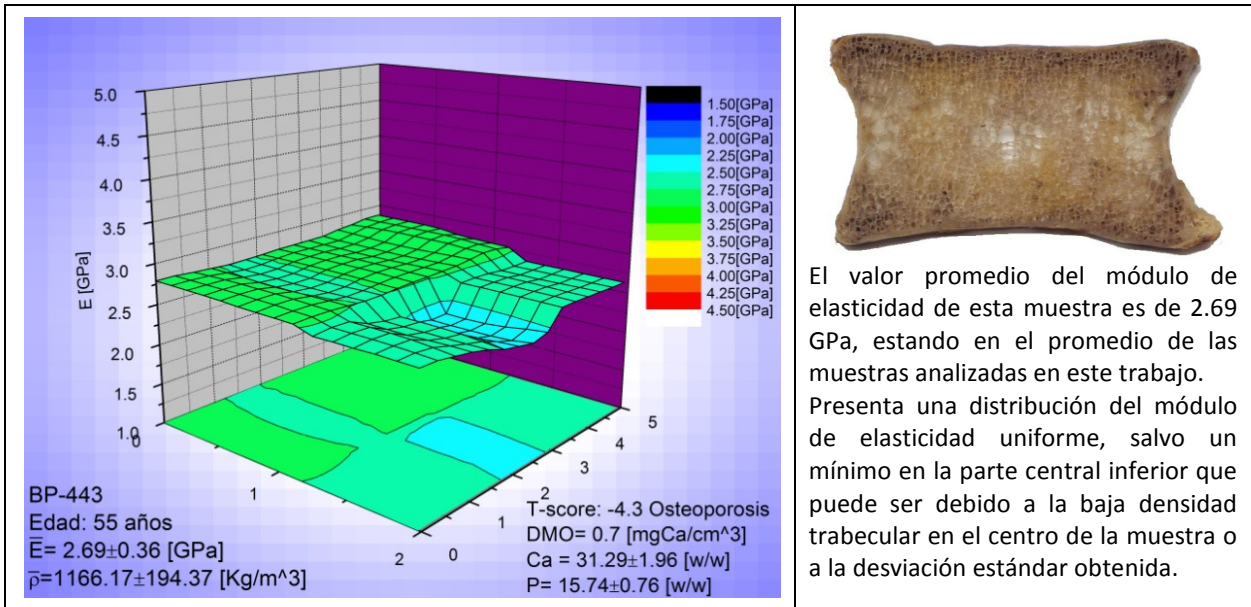 5.0
4.5
4.0
3.5
3.0
2.5
2.0
1.5
1.0
E [GPa]
0
1
2
0
1
2
3
4
5
1.50[GPa]
1.75[GPa]
2.00[GPa]
2.25[GPa]
2.50[GPa]
2.75[GPa]
3.00[GPa]
3.25[GPa]
3.50[GPa]
3.75[GPa]
4.00[GPa]
4.25[GPa]
4.50[GPa]
BP-443
Edad: 55 años
E̅= 2.69±0.36 [GPa]
ρ̅=1166.17±194.37 [Kg/m^3]
T-score: -4.3 Osteoporosis
DMO= 0.7 [mgCa/cm^3]
Ca = 31.29±1.96 [w/w]
P= 15.74±0.76 [w/w]
El valor promedio del módulo de
elasticidad de esta muestra es de 2.69
GPa, estando en el promedio de las
muestras analizadas en este trabajo.
Presenta una distribución del módulo
de elasticidad uniforme, salvo un
mínimo en la parte central inferior que
puede ser debido a la baja densidad
trabecular en el centro de la muestra o
a la desviación estándar obtenida.